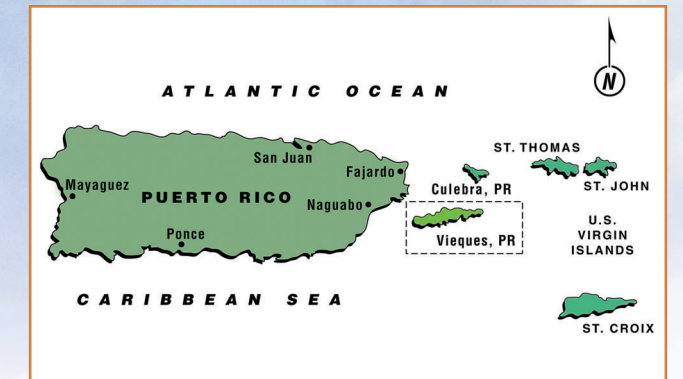 N
ATLANTIC OCEAN
ST. THOMAS
San Juan
Fajardo
Culebra, PR
ST. JOHN
Mayaguez
PUERTO RICO
Naguabo
Ponce
Vieques, PR
U.S.
VIRGIN
ISLANDS
CARIBBEAN SEA
ST. CROIX